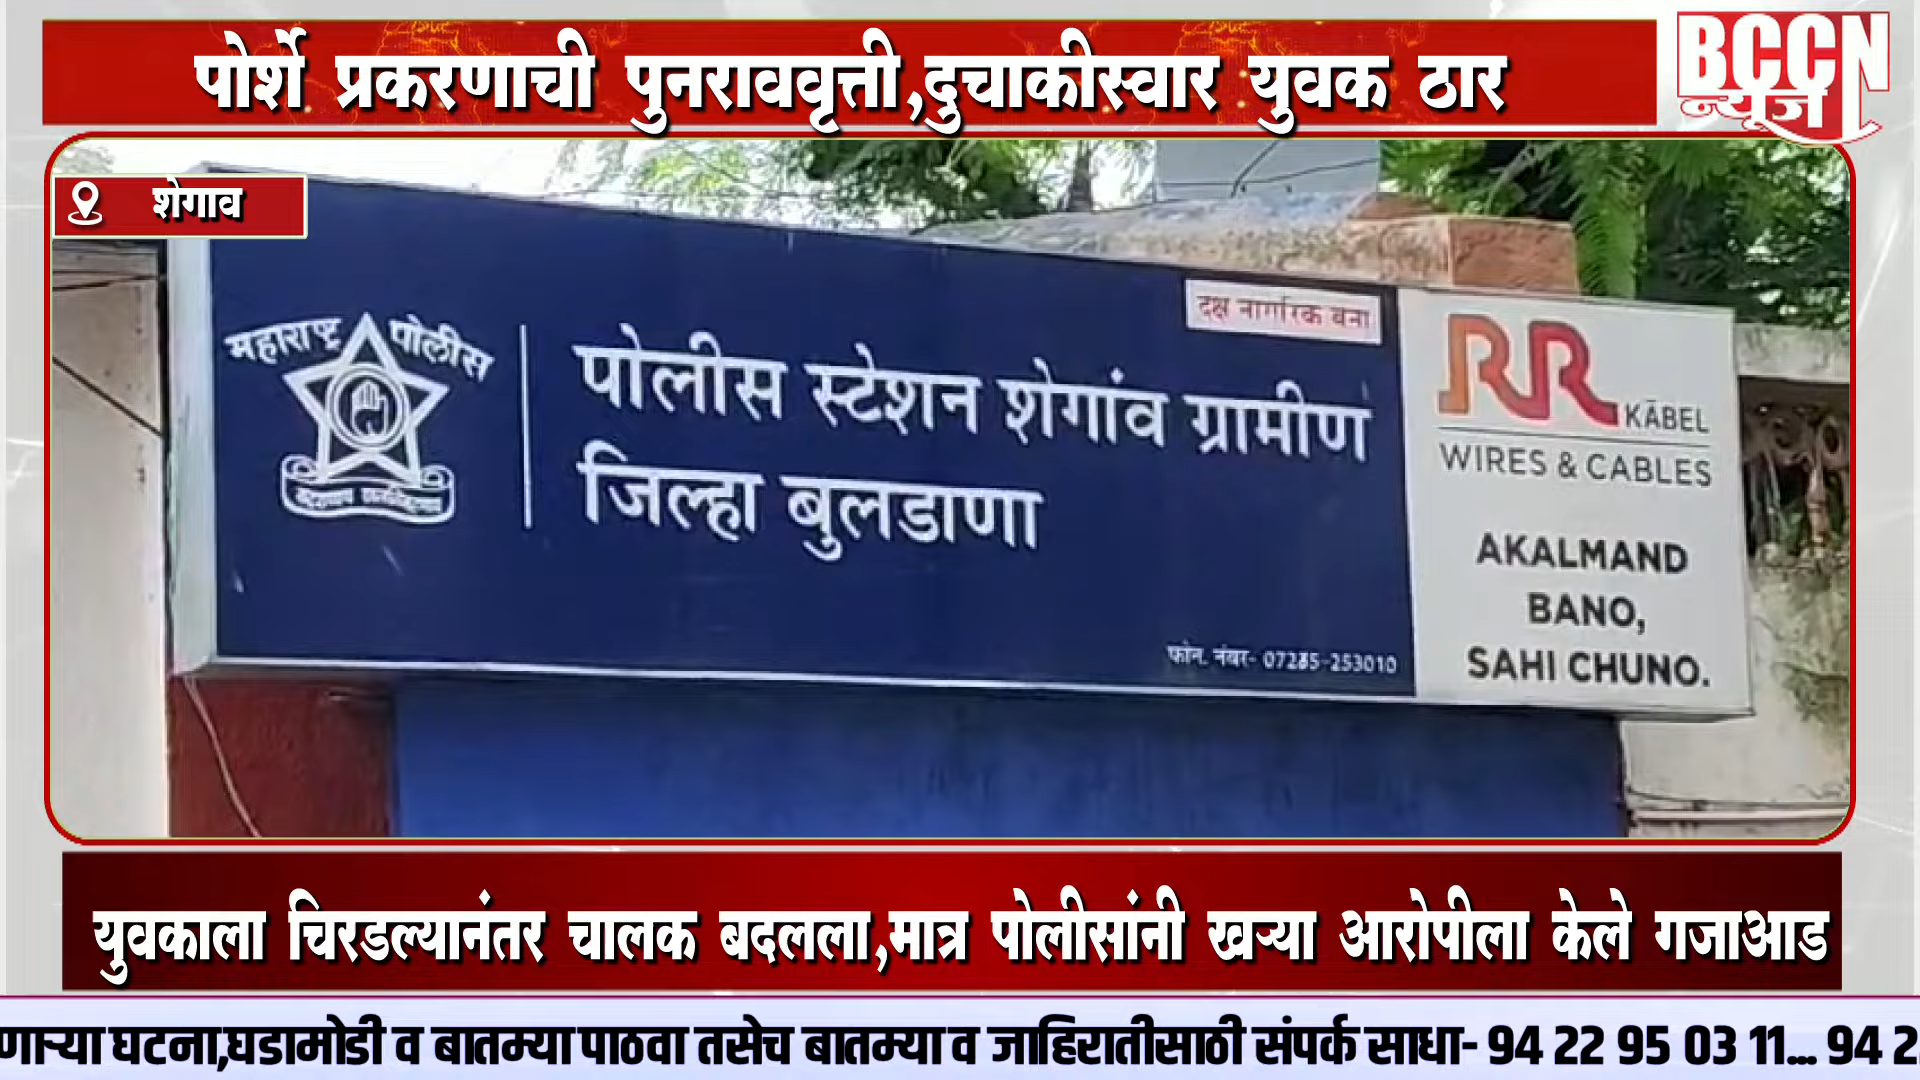 पोर्शे प्रकरणाची पुनराववृत्ती,दुचाकीस्वार युवक ठार
BCCN
न्यूज
शेगाव
दक्ष नागरिक बना
महाराष्ट्र पोलीस
पोलीस स्टेशन शेगांव ग्रामीण
जिल्हा बुलडाणा
फोन. नंबर- 07265-253010
RR KĀBEL
WIRES & CABLES
AKALMAND
BANO,
SAHI CHUNO.
युवकाला चिरडल्यानंतर चालक बदलला,मात्र पोलीसांनी खऱ्या आरोपीला केले गजाआड
णाऱ्या घटना,घडामोडी व बातम्या पाठवा तसेच बातम्या व जाहिरातीसाठी संपर्क साधा- 94 22 95 03 11... 94 2